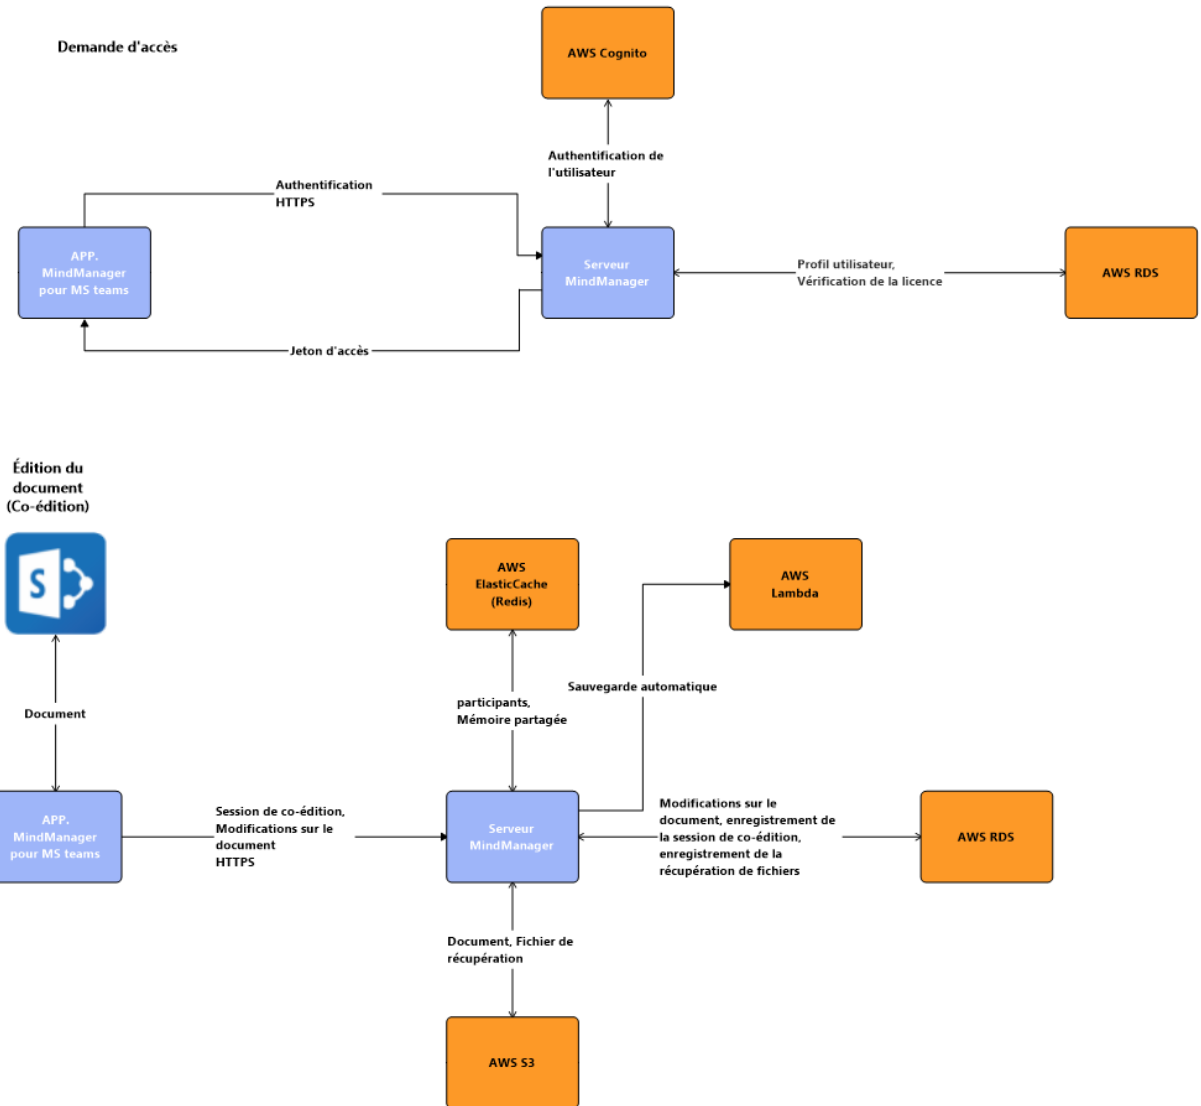 Demande d'accès
AWS Cognito
Authentification de
l'utilisateur
Authentification
HTTPS
APP.
MindManager
pour MS teams
Serveur
MindManager
Profil utilisateur,
Vérification de la licence
AWS RDS
Jeton d'accès
Édition du
document
(Co-édition)
S
AWS
ElasticCache
(Redis)
AWS
Lambda
Sauvegarde automatique
participants,
Mémoire partagée
Document
APP.
MindManager
pour MS teams
Session de co-édition,
Modifications sur le
document
HTTPS
Serveur
MindManager
Modifications sur le
document, enregistrement de
la session de co-édition,
enregistrement de la
récupération de fichiers
AWS RDS
Document, Fichier de
récupération
AWS S3